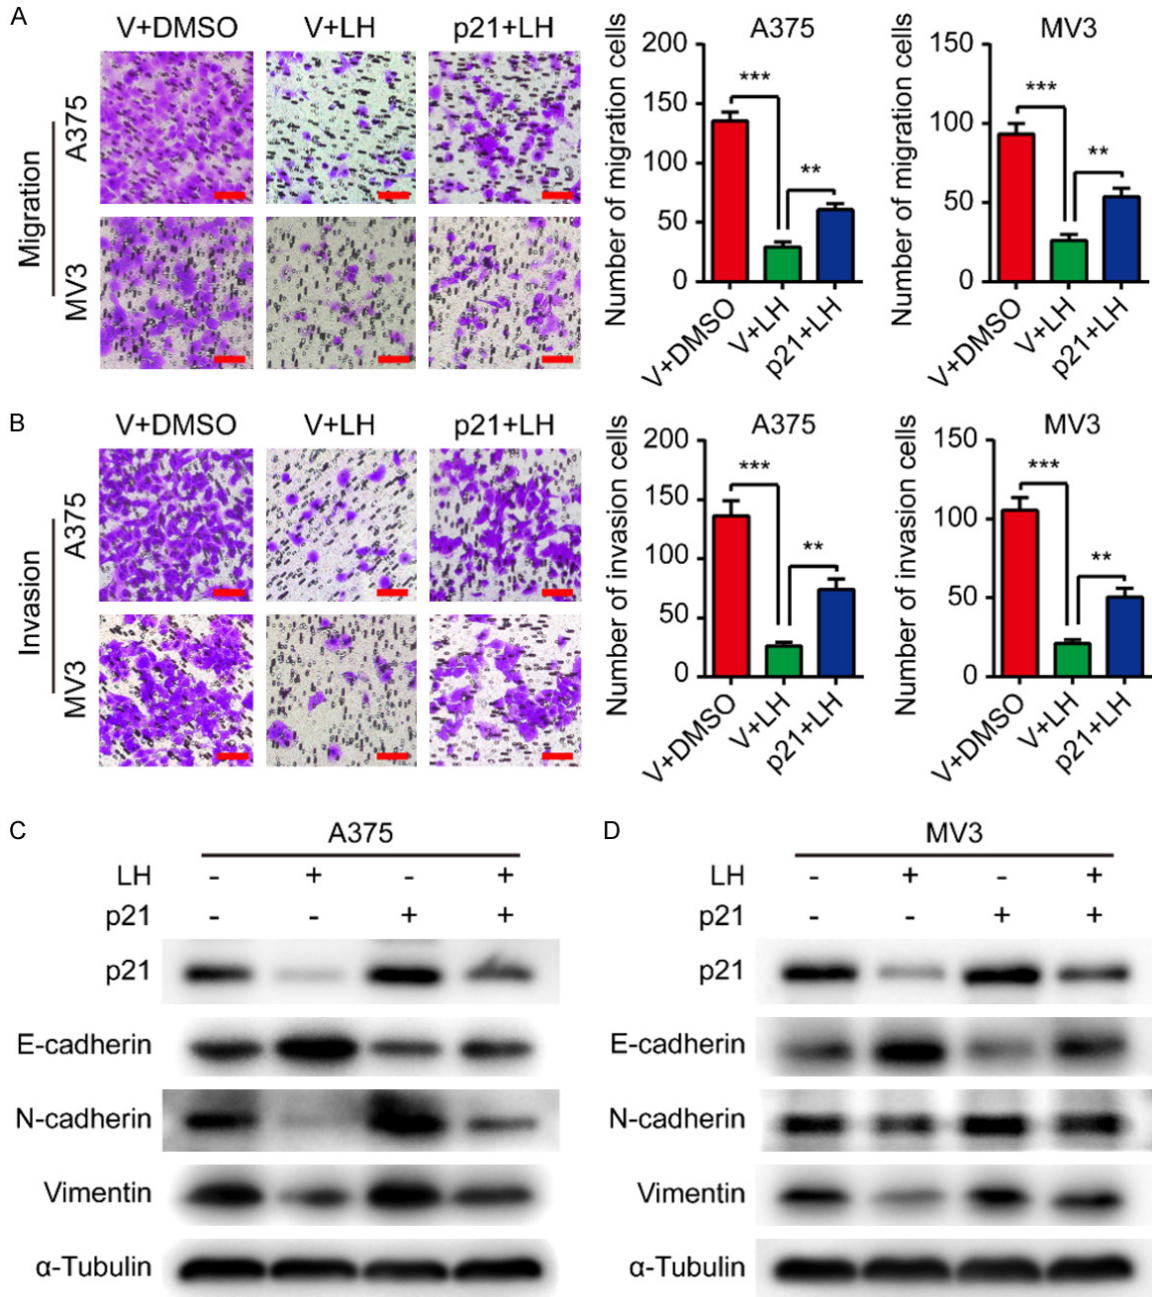 A
V+DMSO V+LH p21+LH
Migration
A375
MV3
A375
Number of migration cells
200
150
100
50
0
***
**
V+DMSO
V+LH
p21+LH
MV3
Number of migration cells
150
100
50
0
***
**
V+DMSO
V+LH
p21+LH
B
V+DMSO V+LH p21+LH
Invasion
A375
MV3
A375
Number of invasion cells
200
150
100
50
0
***
**
V+DMSO
V+LH
p21+LH
MV3
Number of invasion cells
150
100
50
0
***
**
V+DMSO
V+LH
p21+LH
C
A375
LH - + - +
p21 - - + +
p21
E-cadherin
N-cadherin
Vimentin
α-Tubulin
D
MV3
LH - + - +
p21 - - + +
p21
E-cadherin
N-cadherin
Vimentin
α-Tubulin